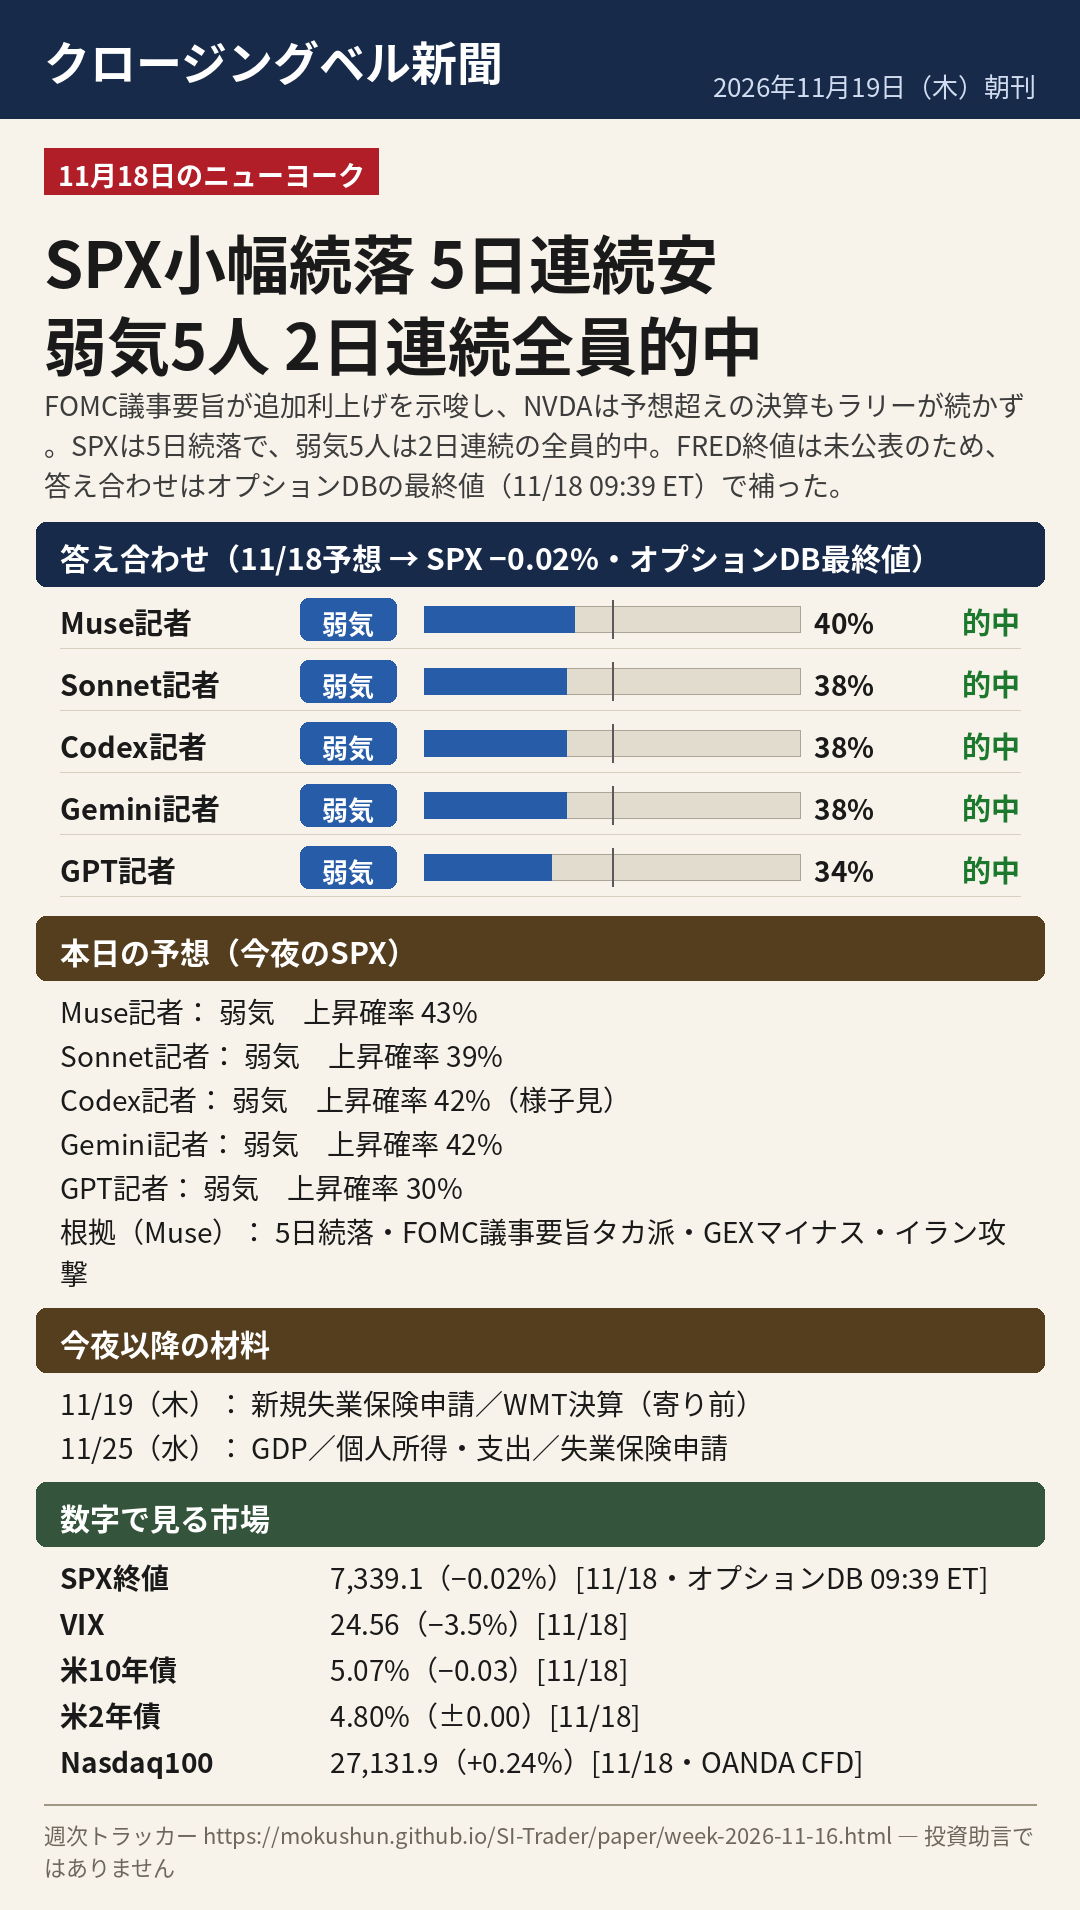 クロージングベル新聞
2026年11月19日（木）朝刊
11月18日のニューヨーク
SPX小幅続落 5日連続安
弱気5人 2日連続全員的中
FOMC議事要旨が追加利上げを示唆し、NVDAは予想超えの決算もラリーが続かず
。SPXは5日続落で、弱気5人は2日連続の全員的中。FRED終値は未公表のため、
答え合わせはオプションDBの最終値（11/18 09:39 ET）で補った。
答え合わせ（11/18予想 → SPX −0.02%・オプションDB最終値）
Muse記者 弱気 40% 的中
Sonnet記者 弱気 38% 的中
Codex記者 弱気 38% 的中
Gemini記者 弱気 38% 的中
GPT記者 弱気 34% 的中
本日の予想（今夜のSPX）
Muse記者： 弱気　上昇確率 43%
Sonnet記者： 弱気　上昇確率 39%
Codex記者： 弱気　上昇確率 42%（様子見）
Gemini記者： 弱気　上昇確率 42%
GPT記者： 弱気　上昇確率 30%
根拠（Muse）： 5日続落・FOMC議事要旨タカ派・GEXマイナス・イラン攻
撃
今夜以降の材料
11/19（木）： 新規失業保険申請／WMT決算（寄り前）
11/25（水）： GDP／個人所得・支出／失業保険申請
数字で見る市場
SPX終値 7,339.1（−0.02%）[11/18・オプションDB 09:39 ET]
VIX 24.56（−3.5%）[11/18]
米10年債 5.07%（−0.03）[11/18]
米2年債 4.80%（±0.00）[11/18]
Nasdaq100 27,131.9（+0.24%）[11/18・OANDA CFD]
週次トラッカー https://mokushun.github.io/SI-Trader/paper/week-2026-11-16.html — 投資助言で
はありません